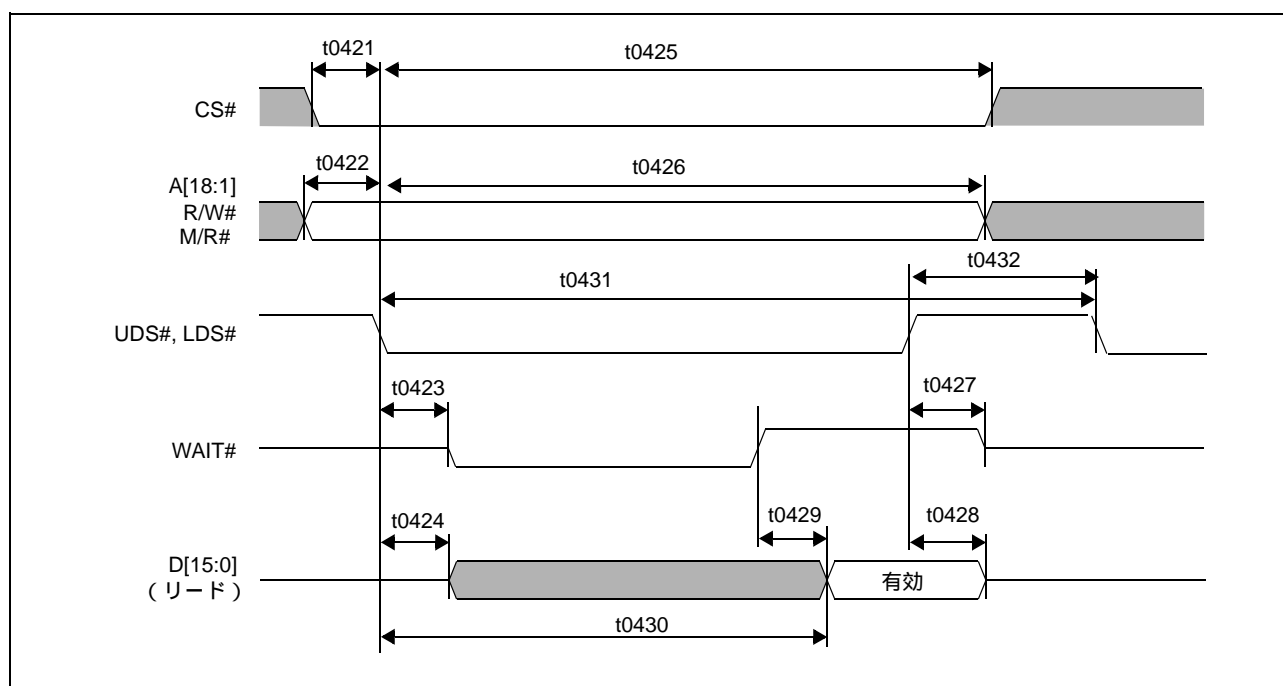 t0421
t0425
CS#
t0422
t0426
A[18:1]
R/W#
M/R#
t0432
t0431
UDS#, LDS#
t0423
t0427
WAIT#
t0424
t0429
t0428
D[15:0]
( リード )
有効
t0430